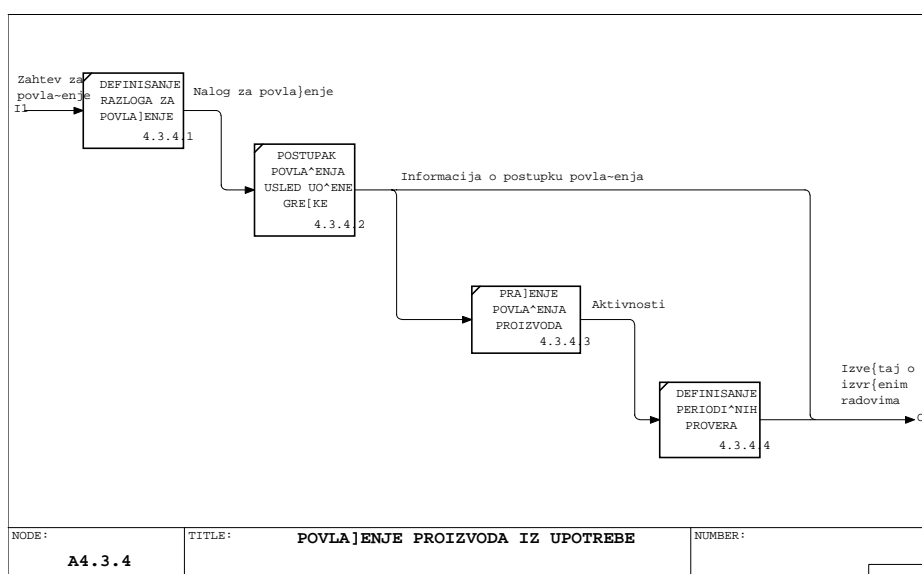 Zahtev za
povla~enje
I1
DEFINISANJE
RAZLOGA ZA
POVLA]ENJE
4.3.4.1
Nalog za povla}enje
POSTUPAK
POVLA^ENJA
USLED UO^ENE
GRE[KE
4.3.4.2
Informacija o postupku povla~enja
PRA]ENJE
POVLA^ENJA
PROIZVODA
4.3.4.3
Aktivnosti
DEFINISANJE
PERIODI^NIH
PROVERA
4.3.4.4
Izve{taj o
izvr{enim
radovima
NODE:
A4.3.4
TITLE:
POVLA]ENJE PROIZVODA IZ UPOTREBE
NUMBER: